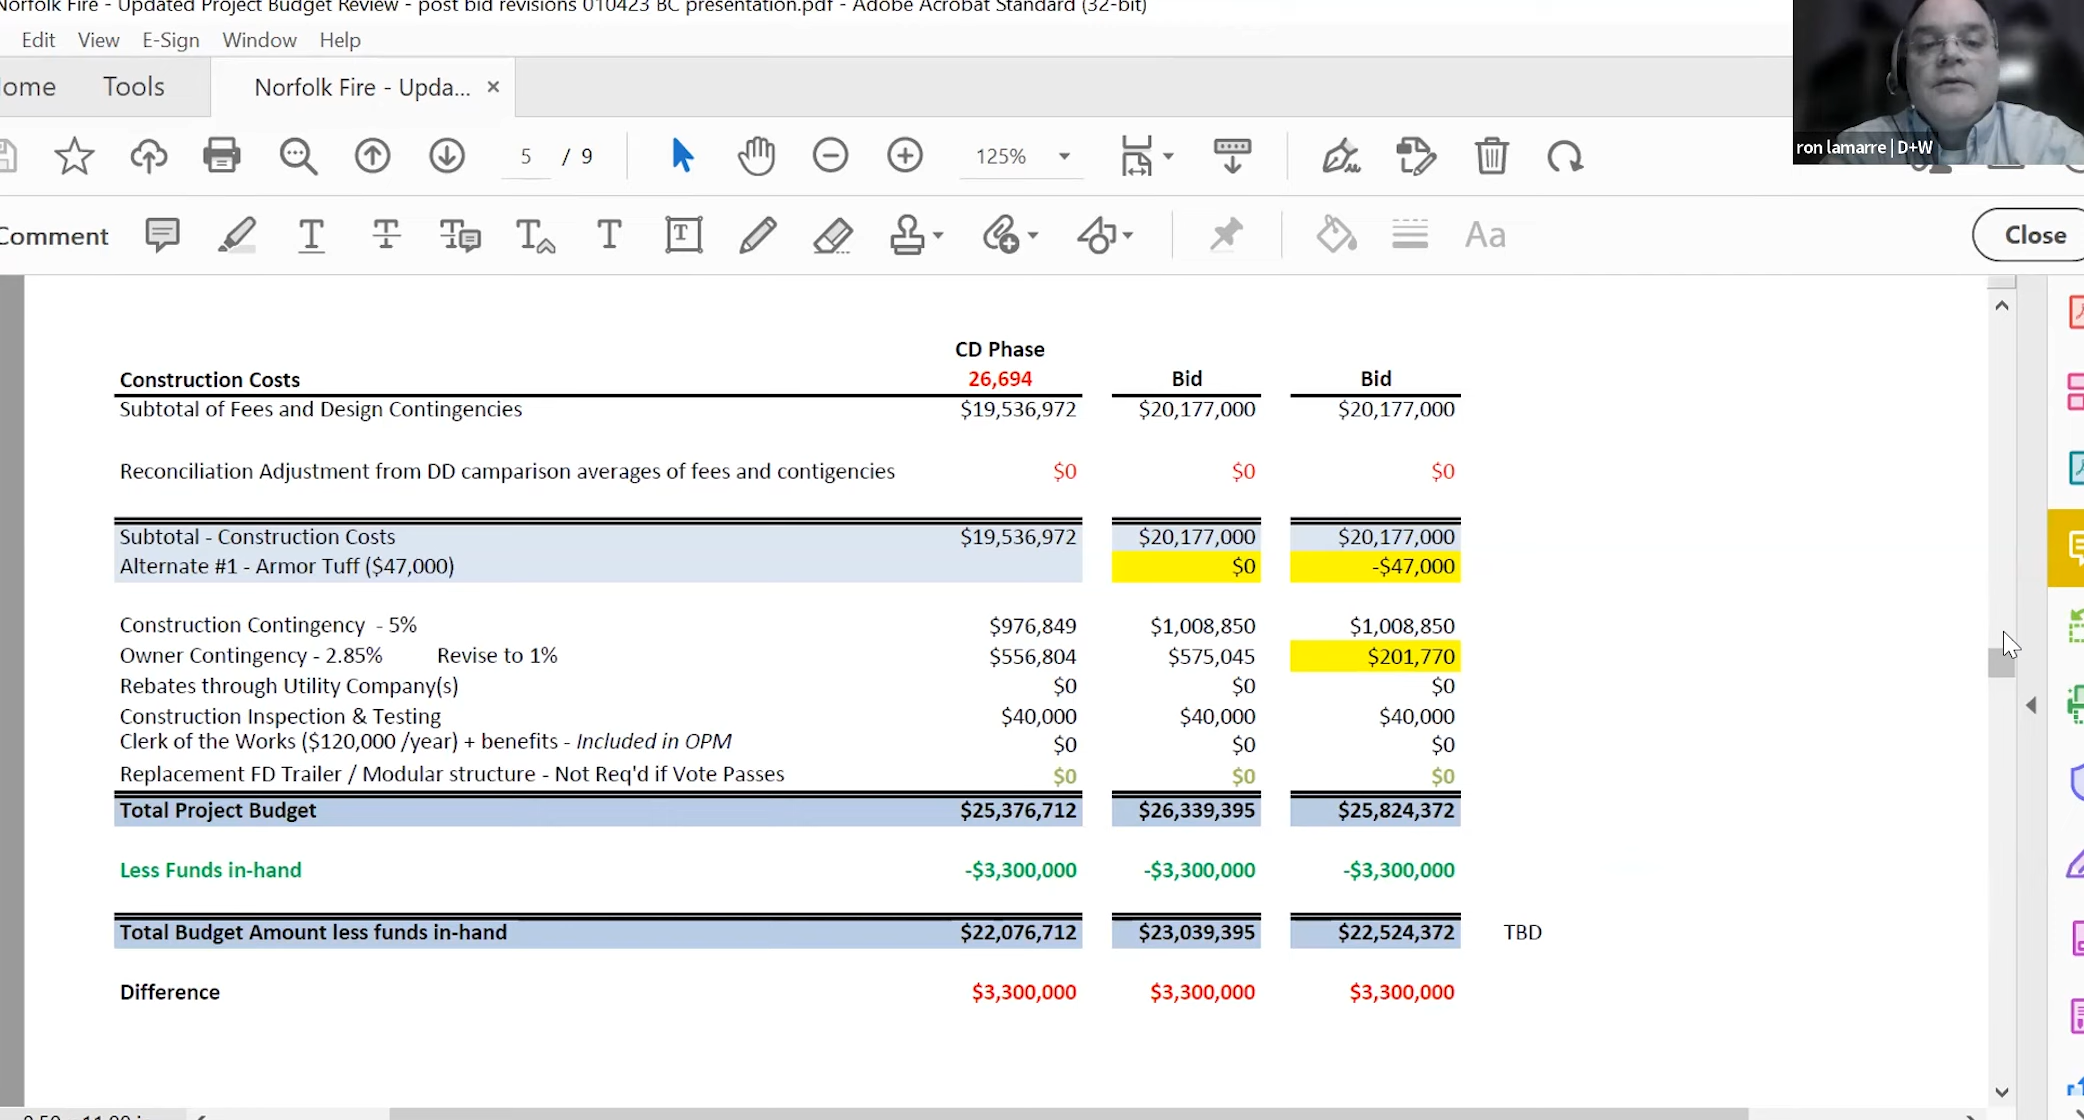 Norfolk Fire - Updated Project Budget Review - post bid revisions 010423 BC presentation.pdf - Adobe Acrobat Standard (32-bit)
Edit View E-Sign Window Help
ome Tools Norfolk Fire - Upda... ×
5 / 9 125%
ron lamarre | D+W
Comment Aa Close
CD Phase
Construction Costs 26,694 Bid Bid
Subtotal of Fees and Design Contingencies $19,536,972 $20,177,000 $20,177,000
Reconciliation Adjustment from DD camparison averages of fees and contigencies $0 $0 $0
Subtotal - Construction Costs $19,536,972 $20,177,000 $20,177,000
Alternate #1 - Armor Tuff ($47,000) $0 -$47,000
Construction Contingency - 5% $976,849 $1,008,850 $1,008,850
Owner Contingency - 2.85% Revise to 1% $556,804 $575,045 $201,770
Rebates through Utility Company(s) $0 $0 $0
Construction Inspection & Testing $40,000 $40,000 $40,000
Clerk of the Works ($120,000 /year) + benefits - Included in OPM $0 $0 $0
Replacement FD Trailer / Modular structure - Not Req'd if Vote Passes $0 $0 $0
Total Project Budget $25,376,712 $26,339,395 $25,824,372
Less Funds in-hand -$3,300,000 -$3,300,000 -$3,300,000
Total Budget Amount less funds in-hand $22,076,712 $23,039,395 $22,524,372 TBD
Difference $3,300,000 $3,300,000 $3,300,000